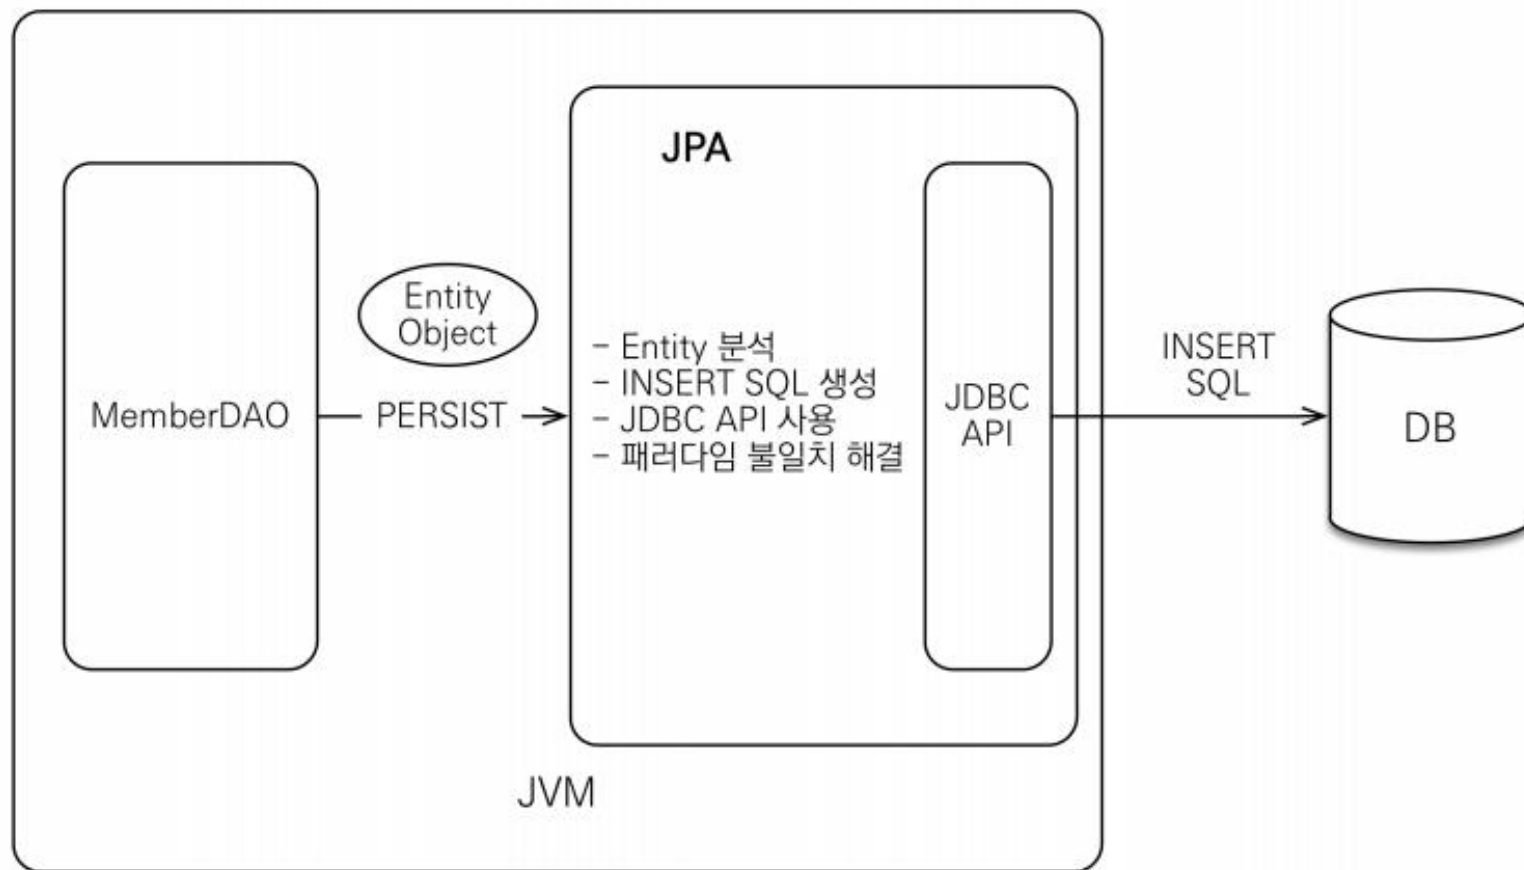 JPA
Entity
Object
MemberDAO
PERSIST
- Entity 분석
- INSERT SQL 생성
- JDBC API 사용
- 패러다임 불일치 해결
JDBC
API
INSERT
SQL
DB
JVM